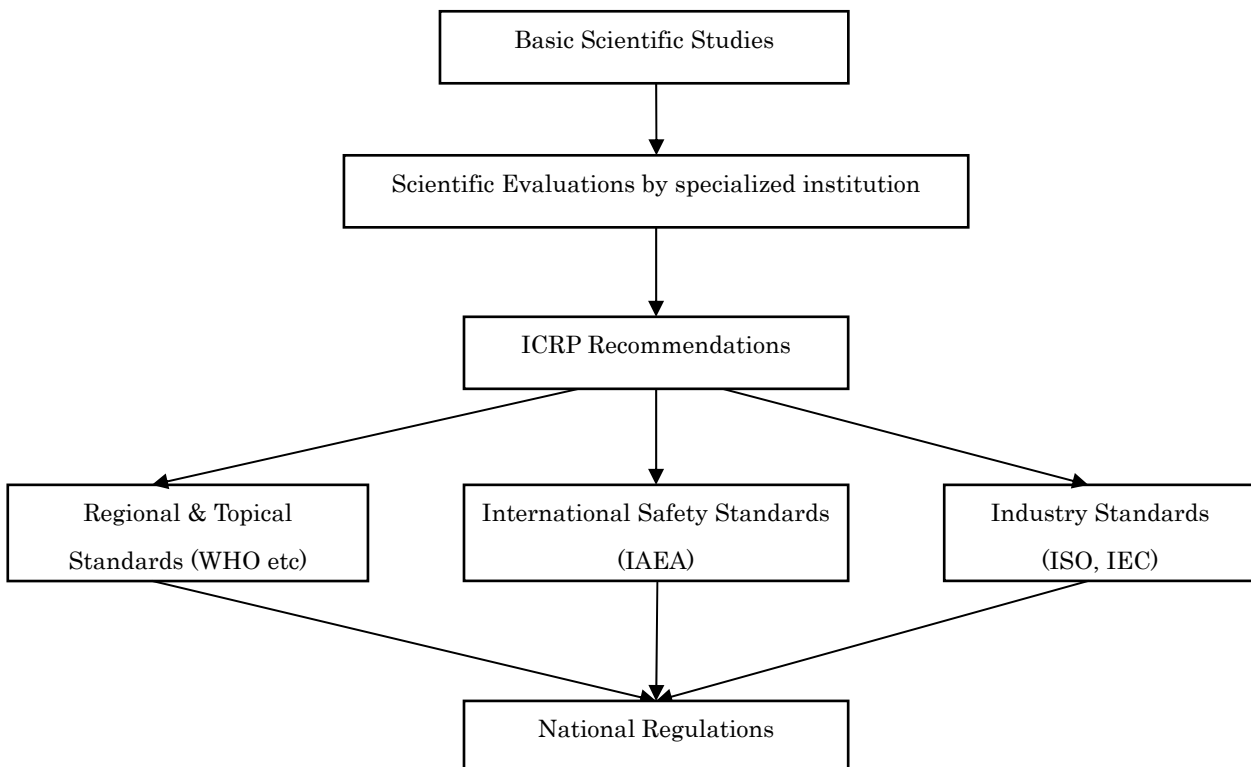 Basic Scientific Studies
Scientific Evaluations by specialized institution
ICRP Recommendations
Regional & Topical
Standards (WHO etc)
International Safety Standards
(IAEA)
Industry Standards
(ISO, IEC)
National Regulations